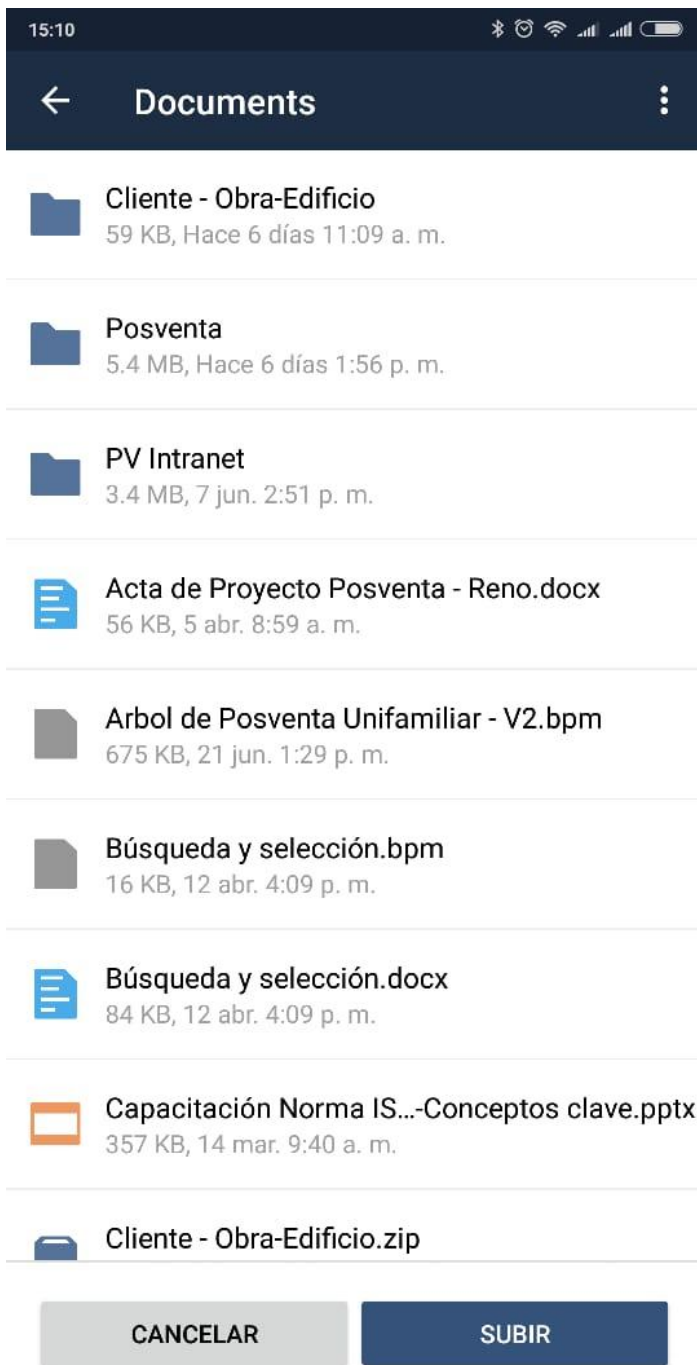 15:10
Documents
Cliente - Obra-Edificio
59 KB, Hace 6 días 11:09 a. m.
Posventa
5.4 MB, Hace 6 días 1:56 p. m.
PV Intranet
3.4 MB, 7 jun. 2:51 p. m.
Acta de Proyecto Posventa - Reno.docx
56 KB, 5 abr. 8:59 a. m.
Arbol de Posventa Unifamiliar - V2.bpm
675 KB, 21 jun. 1:29 p. m.
Búsqueda y selección.bpm
16 KB, 12 abr. 4:09 p. m.
Búsqueda y selección.docx
84 KB, 12 abr. 4:09 p. m.
Capacitación Norma IS...-Conceptos clave.pptx
357 KB, 14 mar. 9:40 a. m.
Cliente - Obra-Edificio.zip
CANCELAR SUBIR